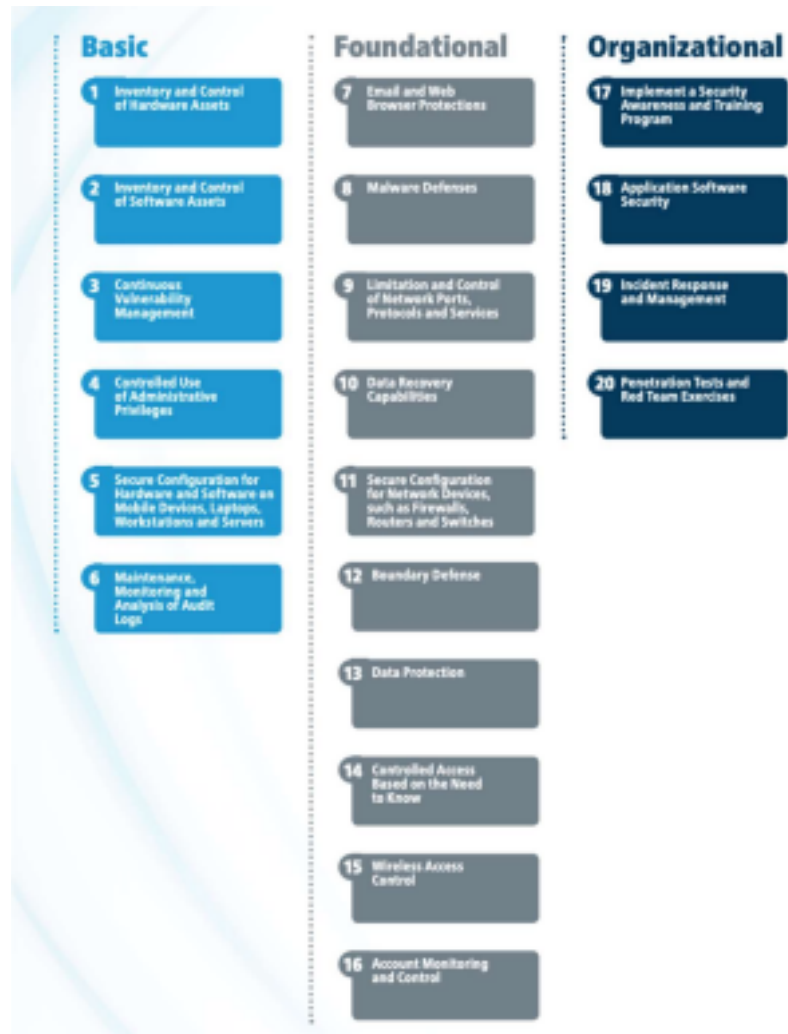 Basic
1 Inventory and Control
of Hardware Assets
2 Inventory and Control
of Software Assets
3 Continuous
Vulnerability
Management
4 Controlled Use
of Administrative
Privileges
5 Secure Configuration for
Hardware and Software on
Mobile Devices, Laptops,
Workstations and Servers
6 Maintenance,
Monitoring and
Analysis of Audit
Logs
Foundational
7 Email and Web
Browser Protections
8 Malware Defenses
9 Limitation and Control
of Network Ports,
Protocols and Services
10 Data Recovery
Capabilities
11 Secure Configuration
for Network Devices,
such as Firewalls,
Routers and Switches
12 Boundary Defense
13 Data Protection
14 Controlled Access
Based on the Need
to Know
15 Wireless Access
Control
16 Account Monitoring
and Control
Organizational
17 Implement a Security
Awareness and Training
Program
18 Application Software
Security
19 Incident Response
and Management
20 Penetration Tests and
Red Team Exercises